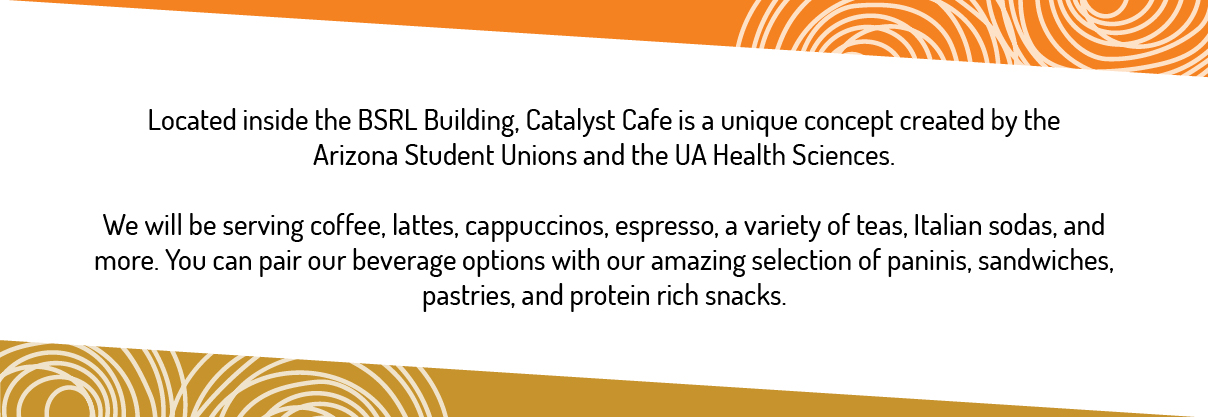 Located inside the BSRL Building, Catalyst Cafe is a unique concept created by the
Arizona Student Unions and the UA Health Sciences.
We will be serving coffee, lattes, cappuccinos, espresso, a variety of teas, Italian sodas, and
more. You can pair our beverage options with our amazing selection of paninis, sandwiches,
pastries, and protein rich snacks.